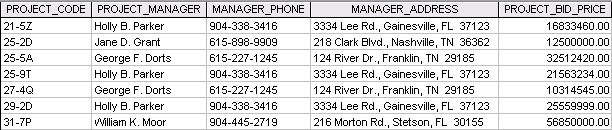 PROJECT_CODE PROJECT_MANAGER MANAGER_PHONE MANAGER_ADDRESS PROJECT_BID_PRICE
21-5Z Holly B. Parker 904-338-3416 3334 Lee Rd., Gainesville, FL 37123 16833460.00
25-2D Jane D. Grant 615-898-9909 218 Clark Blvd., Nashville, TN 36362 12500000.00
25-5A George F. Dorts 615-227-1245 124 River Dr., Franklin, TN 29185 32512420.00
25-9T Holly B. Parker 904-338-3416 3334 Lee Rd., Gainesville, FL 37123 21563234.00
27-4Q George F. Dorts 615-227-1245 124 River Dr., Franklin, TN 29185 10314545.00
29-2D Holly B. Parker 904-338-3416 3334 Lee Rd., Gainesville, FL 37123 25559999.00
31-7P William K. Moor 904-445-2719 216 Morton Rd., Stetson, FL 30155 56850000.00